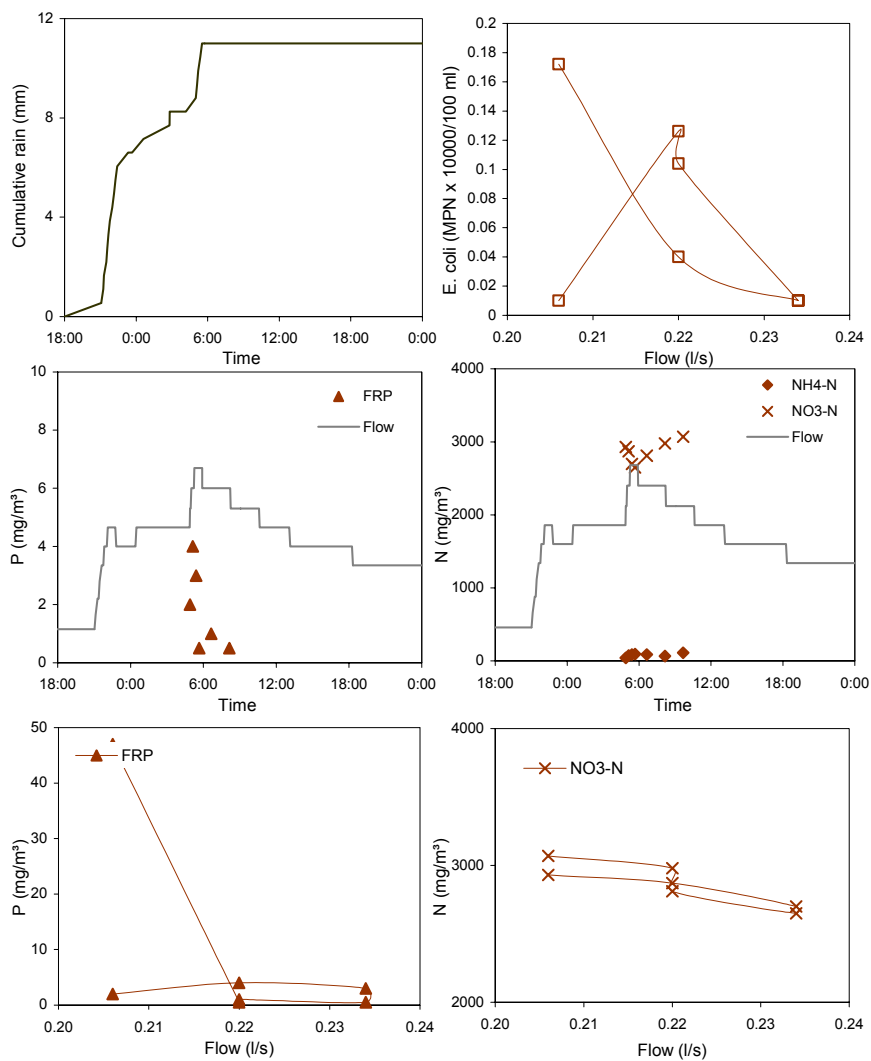 12
8
4
0
Cumulative rain (mm)
18:00 0:00 6:00 12:00 18:00 0:00
Time
0.2
0.18
0.16
0.14
0.12
0.1
0.08
0.06
0.04
0.02
0
E. coli (MPN x 10000/100 ml)
0.20 0.21 0.22 0.23 0.24
Flow (l/s)
10
8
6
4
2
0
P (mg/m³)
FRP
Flow
18:00 0:00 6:00 12:00 18:00 0:00
Time
4000
3000
2000
1000
0
N (mg/m³)
NH4-N
NO3-N
Flow
18:00 0:00 6:00 12:00 18:00 0:00
Time
50
40
30
20
10
0
P (mg/m³)
FRP
0.20 0.21 0.22 0.23 0.24
Flow (l/s)
4000
3000
2000
N (mg/m³)
NO3-N
0.20 0.21 0.22 0.23 0.24
Flow (l/s)